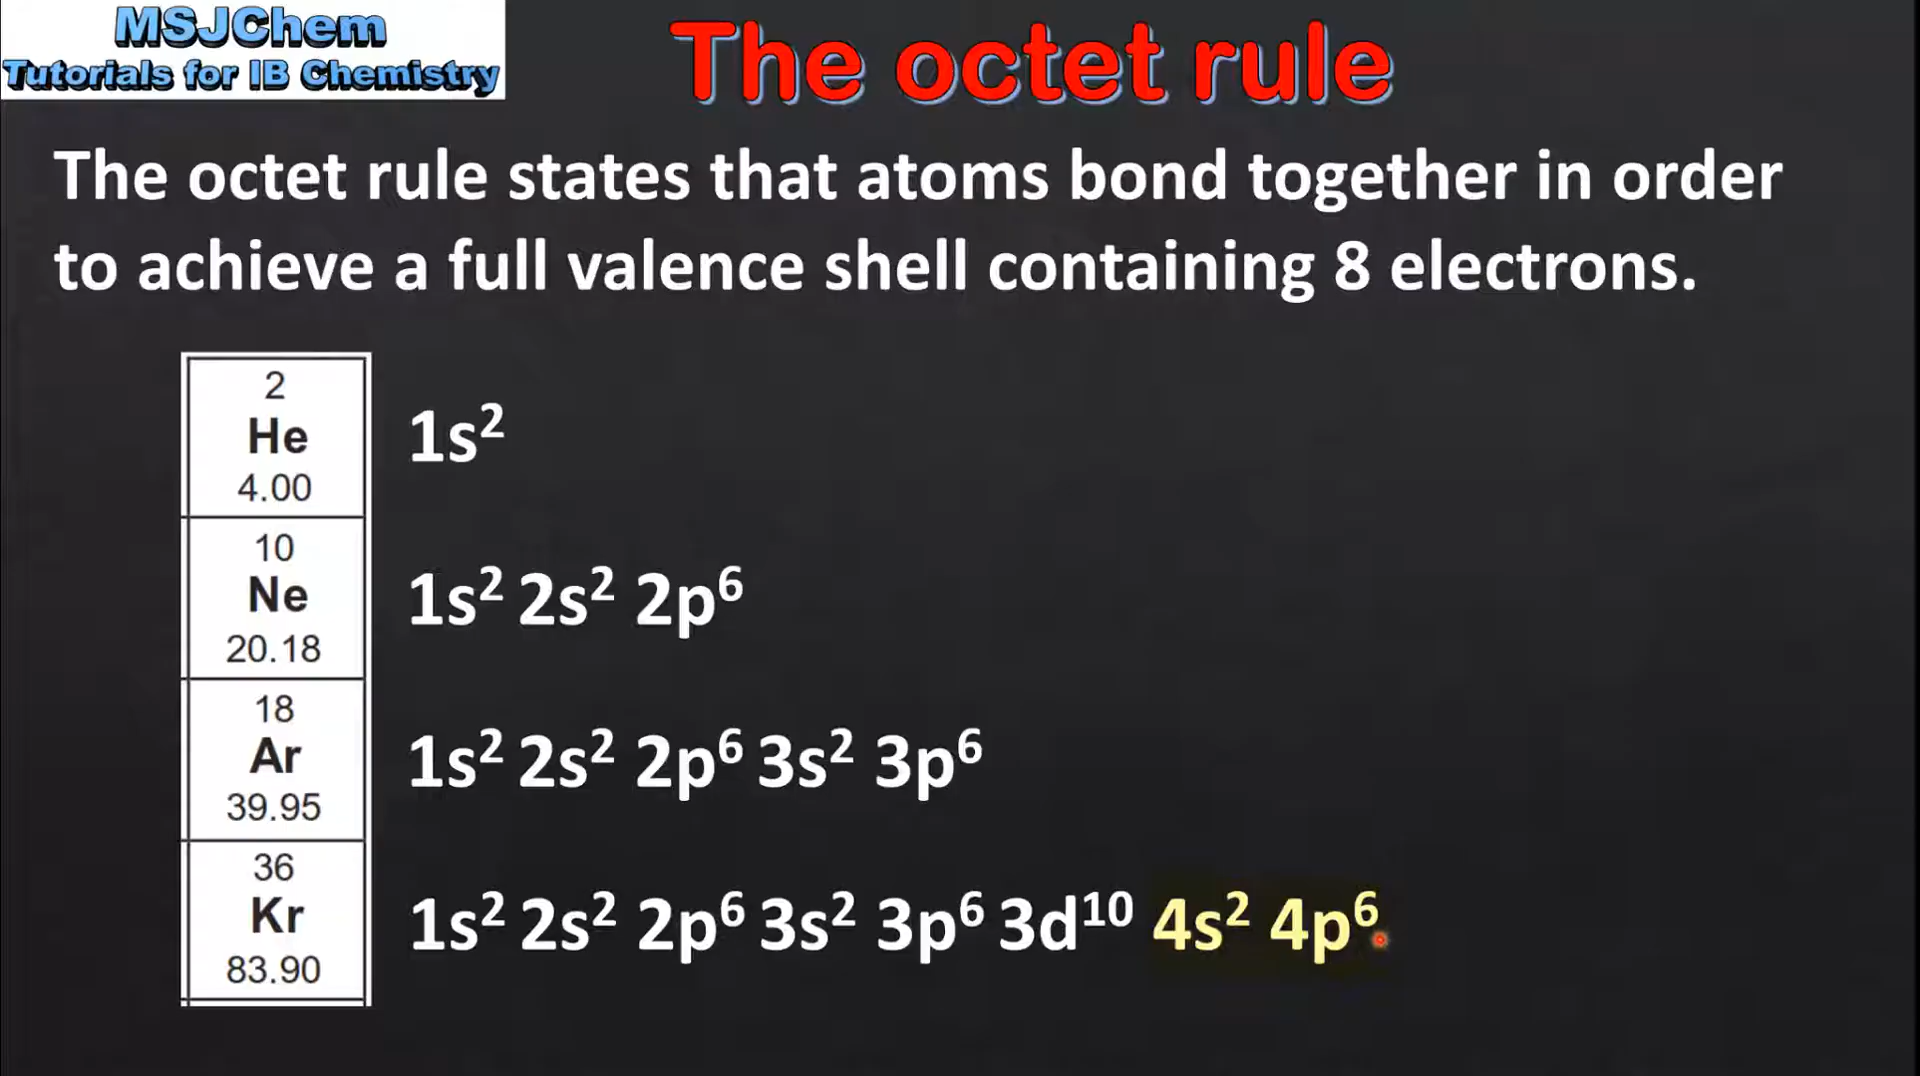 MSJChem
Tutorials for IB Chemistry
The octet rule
The octet rule states that atoms bond together in order
to achieve a full valence shell containing 8 electrons.
2
He
4.00
1s² 
10
Ne
20.18
1s² 2s² 2p⁶
18
Ar
39.95
1s² 2s² 2p⁶ 3s² 3p⁶
36
Kr
83.90
1s² 2s² 2p⁶ 3s² 3p⁶ 3d¹⁰ 4s² 4p⁶